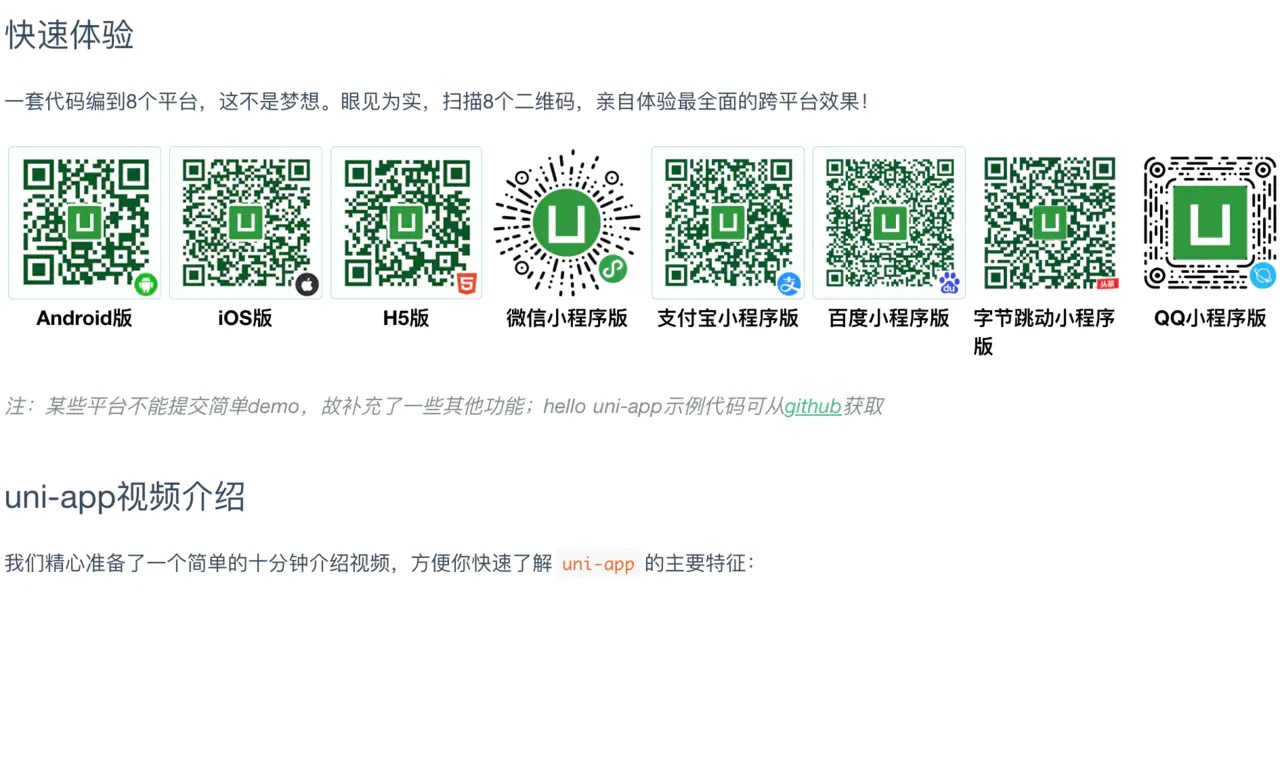 快速体验
一套代码编到8个平台，这不是梦想。眼见为实，扫描8个二维码，亲自体验最全面的跨平台效果！
Android版
iOS版
H5版
微信小程序版
支付宝小程序版
百度小程序版
头条
字节跳动小程序
版
QQ小程序版
注：某些平台不能提交简单demo，故补充了一些其他功能；hello uni-app示例代码可从github获取
uni-app视频介绍
我们精心准备了一个简单的十分钟介绍视频，方便你快速了解 uni-app 的主要特征：